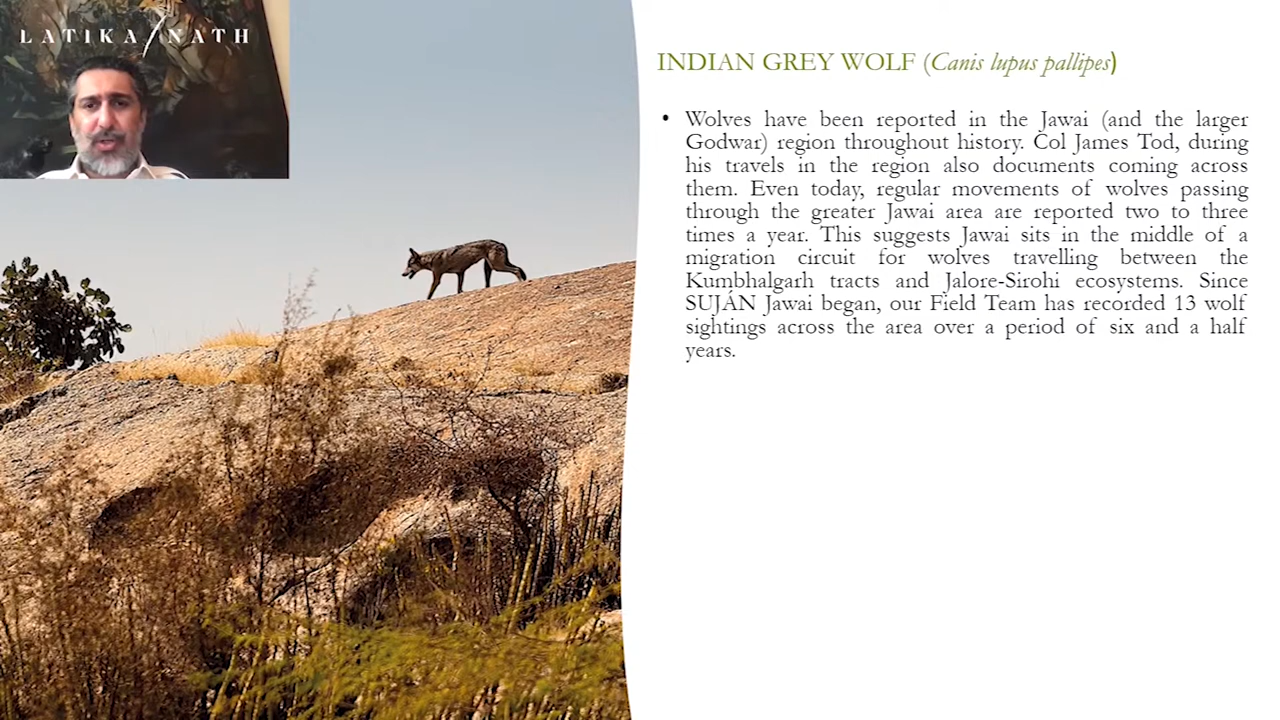 LATIKA NATH
INDIAN GREY WOLF (Canis lupus pallipes)
• Wolves have been reported in the Jawai (and the larger
Godwar) region throughout history. Col James Tod, during
his travels in the region also documents coming across
them. Even today, regular movements of wolves passing
through the greater Jawai area are reported two to three
times a year. This suggests Jawai sits in the middle of a
migration circuit for wolves travelling between the
Kumbhalgarh tracts and Jalore-Sirohi ecosystems. Since
SUJÁN Jawai began, our Field Team has recorded 13 wolf
sightings across the area over a period of six and a half
years.